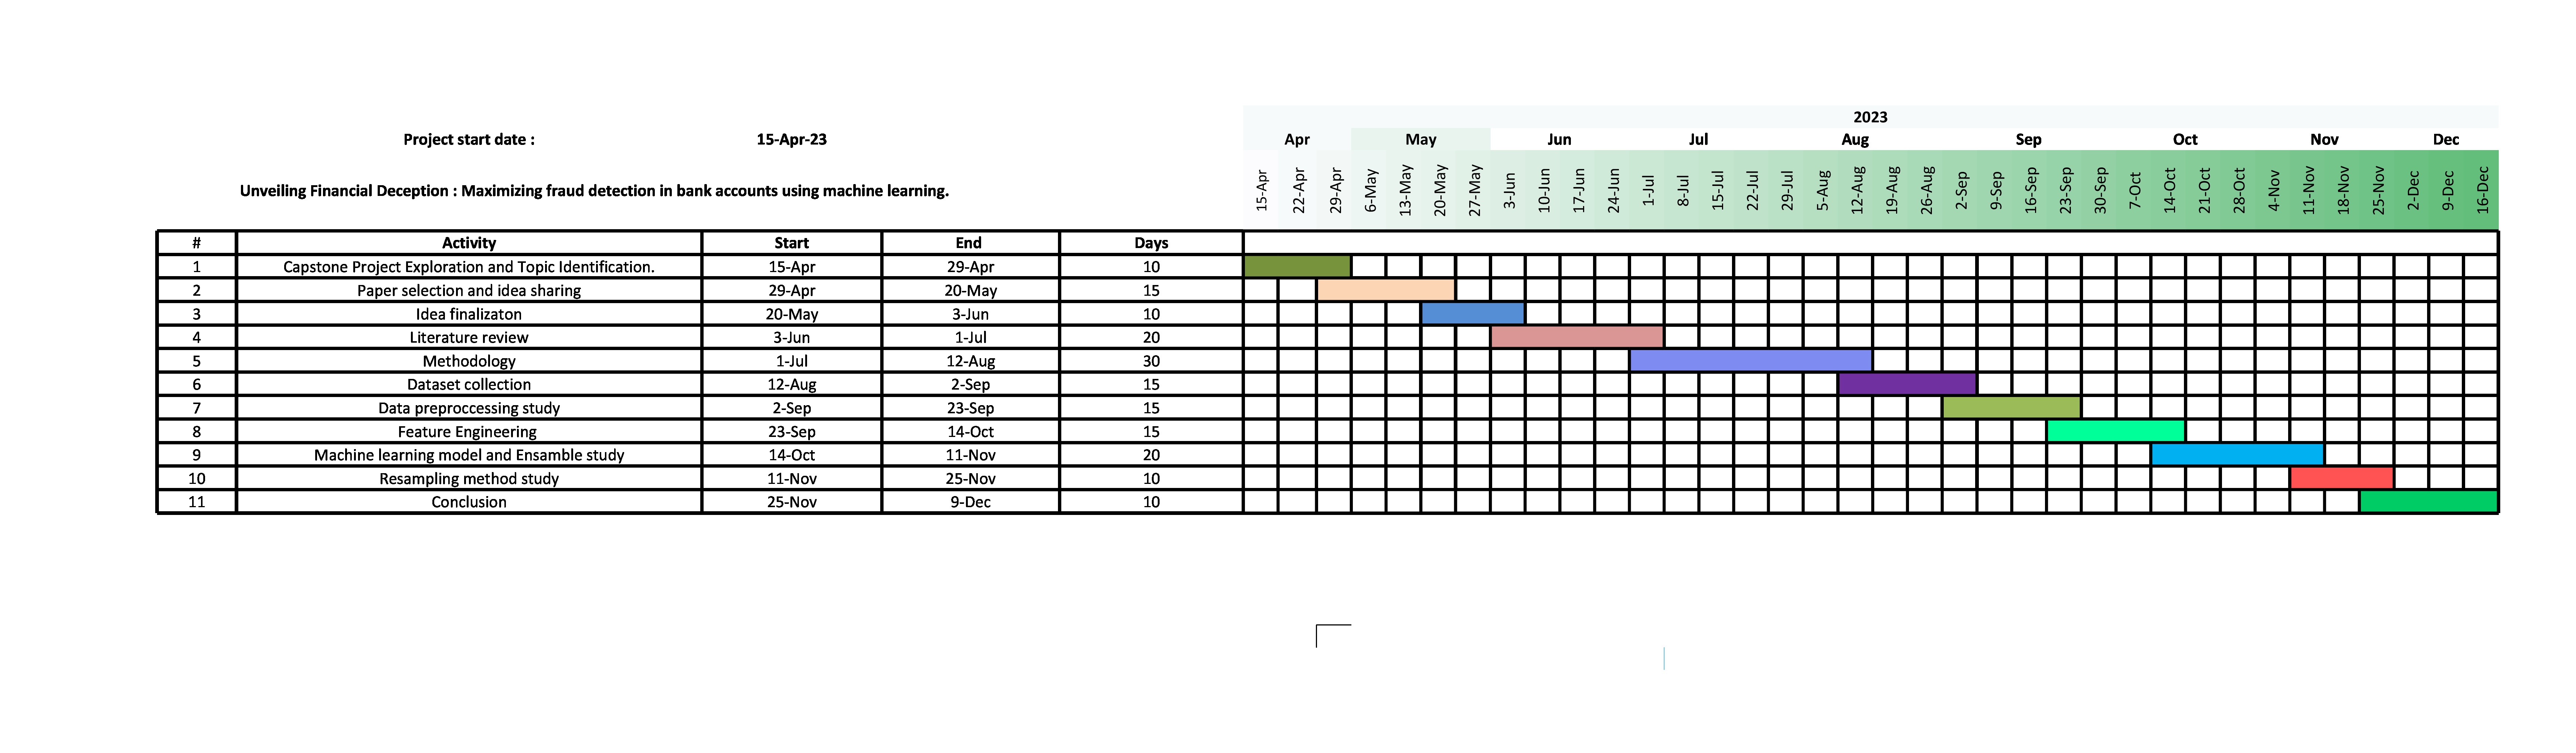 2023
Project start date : 15-Apr-23 Apr May Jun Jul Aug Sep Oct Nov Dec
Unveiling Financial Deception : Maximizing fraud detection in bank accounts using machine learning. 15-Apr 22-Apr 29-Apr 6-May 13-May 20-May 27-May 3-Jun 10-Jun 17-Jun 24-Jun 1-Jul 8-Jul 15-Jul 22-Jul 29-Jul 5-Aug 12-Aug 19-Aug 26-Aug 2-Sep 9-Sep 16-Sep 23-Sep 30-Sep 7-Oct 14-Oct 21-Oct 28-Oct 4-Nov 11-Nov 18-Nov 25-Nov 2-Dec 9-Dec 16-Dec
# Activity Start End Days
1 Capstone Project Exploration and Topic Identification. 15-Apr 29-Apr 10
2 Paper selection and idea sharing 29-Apr 20-May 15
3 Idea finalizaton 20-May 3-Jun 10
4 Literature review 3-Jun 1-Jul 20
5 Methodology 1-Jul 12-Aug 30
6 Dataset collection 12-Aug 2-Sep 15
7 Data preproccessing study 2-Sep 23-Sep 15
8 Feature Engineering 23-Sep 14-Oct 15
9 Machine learning model and Ensamble study 14-Oct 11-Nov 20
10 Resampling method study 11-Nov 25-Nov 10
11 Conclusion 25-Nov 9-Dec 10